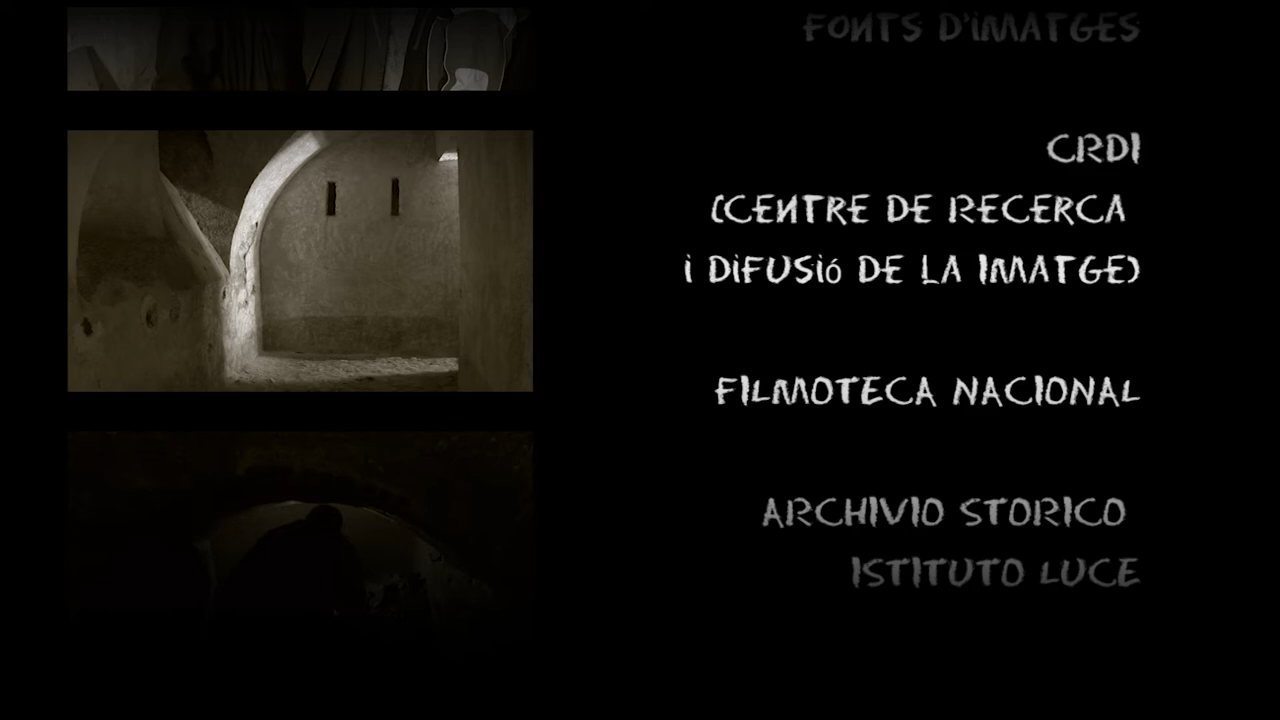 FONTS D'IMATGES
CRDI
(CENTRE DE RECERCA
I DIFUSIÓ DE LA IMATGE)
FILMOTECA NACIONAL
ARCHIVIO STORICO
ISTITUTO LUCE